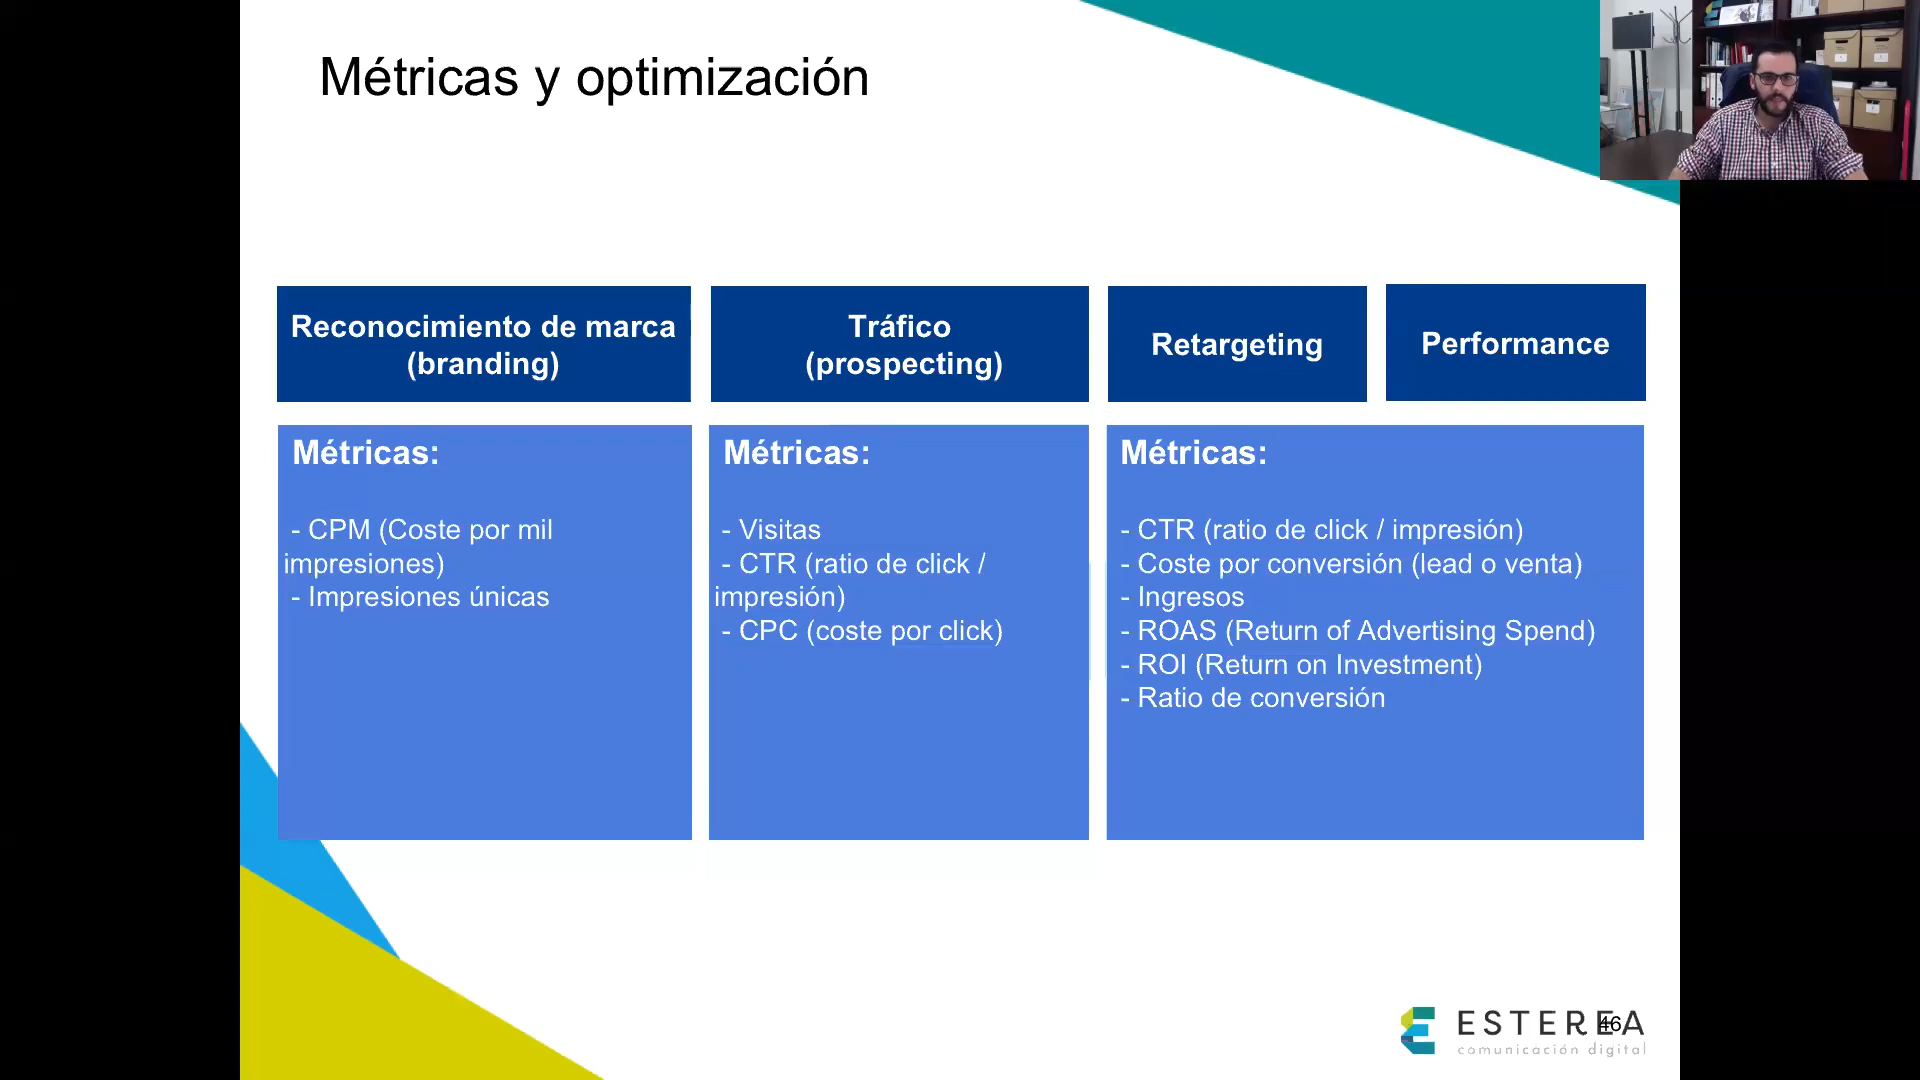 Métricas y optimización
Reconocimiento de marca
(branding)
Tráfico
(prospecting)
Retargeting
Performance
Métricas:
- CPM (Coste por mil
impresiones)
- Impresiones únicas
Métricas:
- Visitas
- CTR (ratio de click /
impresión)
- CPC (coste por click)
Métricas:
- CTR (ratio de click / impresión)
- Coste por conversión (lead o venta)
- Ingresos
- ROAS (Return of Advertising Spend)
- ROI (Return on Investment)
- Ratio de conversión
ESTEREA
46
comunicación digital